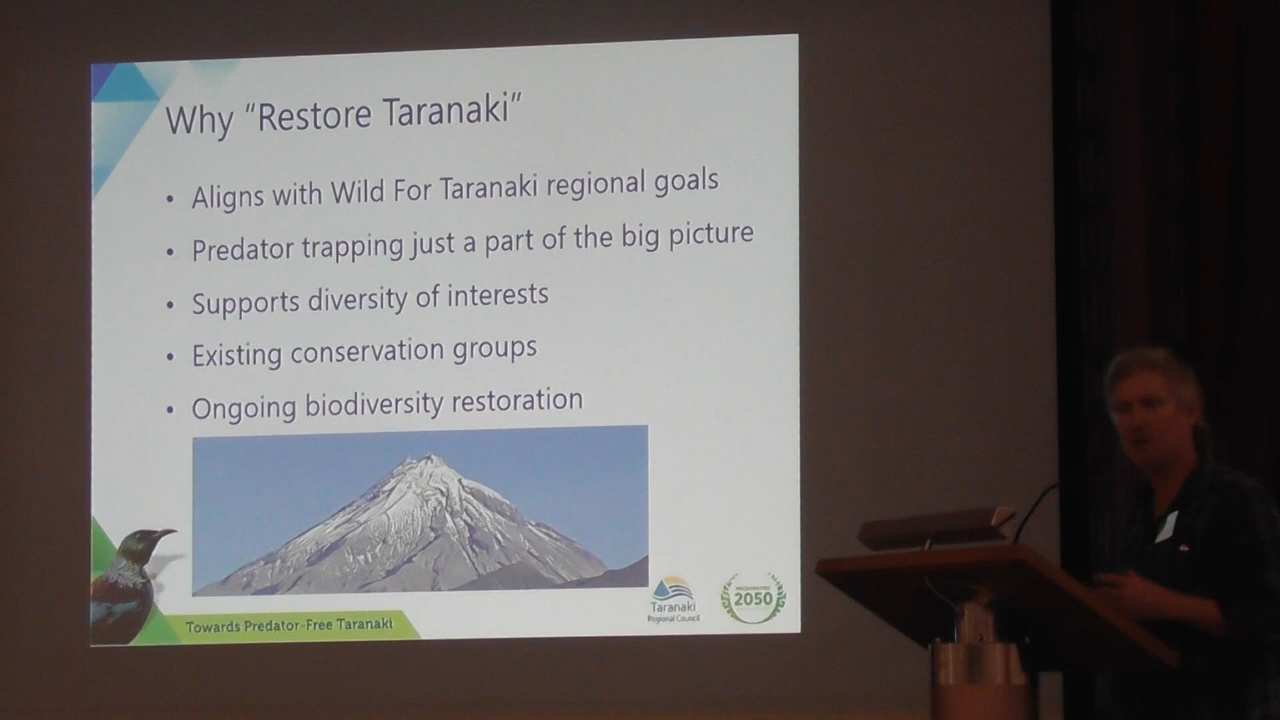 Why “Restore Taranaki”
• Aligns with Wild For Taranaki regional goals
• Predator trapping just a part of the big picture
• Supports diversity of interests
• Existing conservation groups
• Ongoing biodiversity restoration
Towards Predator-Free Taranaki
Taranaki
Regional Council
2050